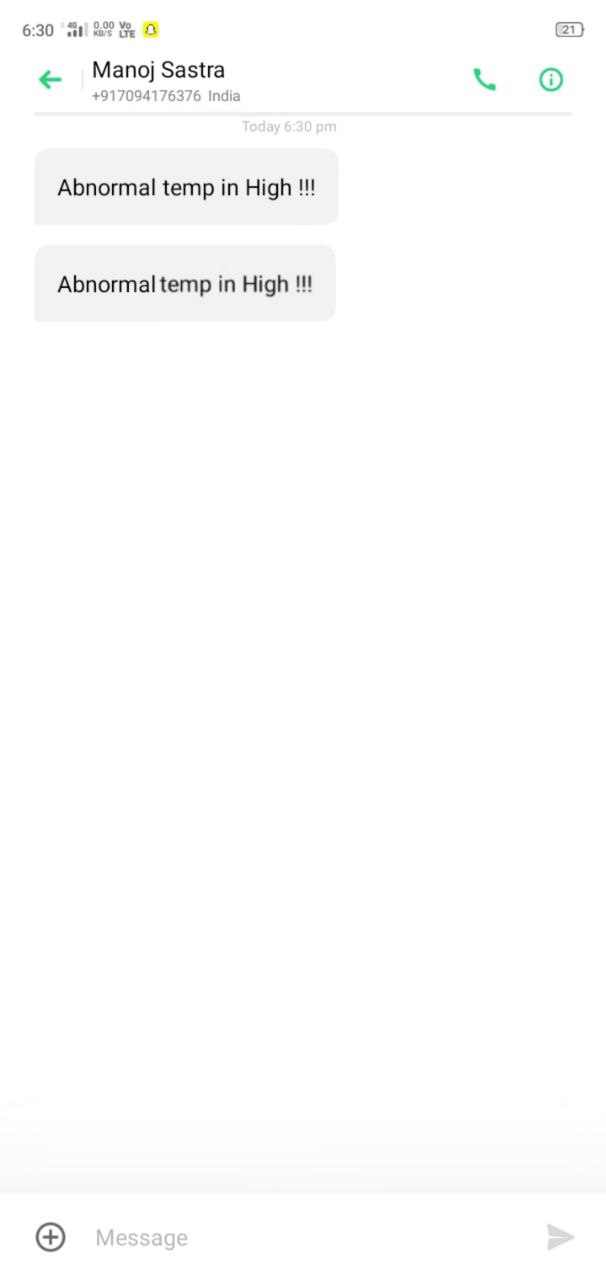 6:30 4G 0.00 KB/S Vo LTE 21
Manoj Sastra
+917094176376 India
Today 6:30 pm
Abnormal temp in High !!!
Abnormal temp in High !!!
Message